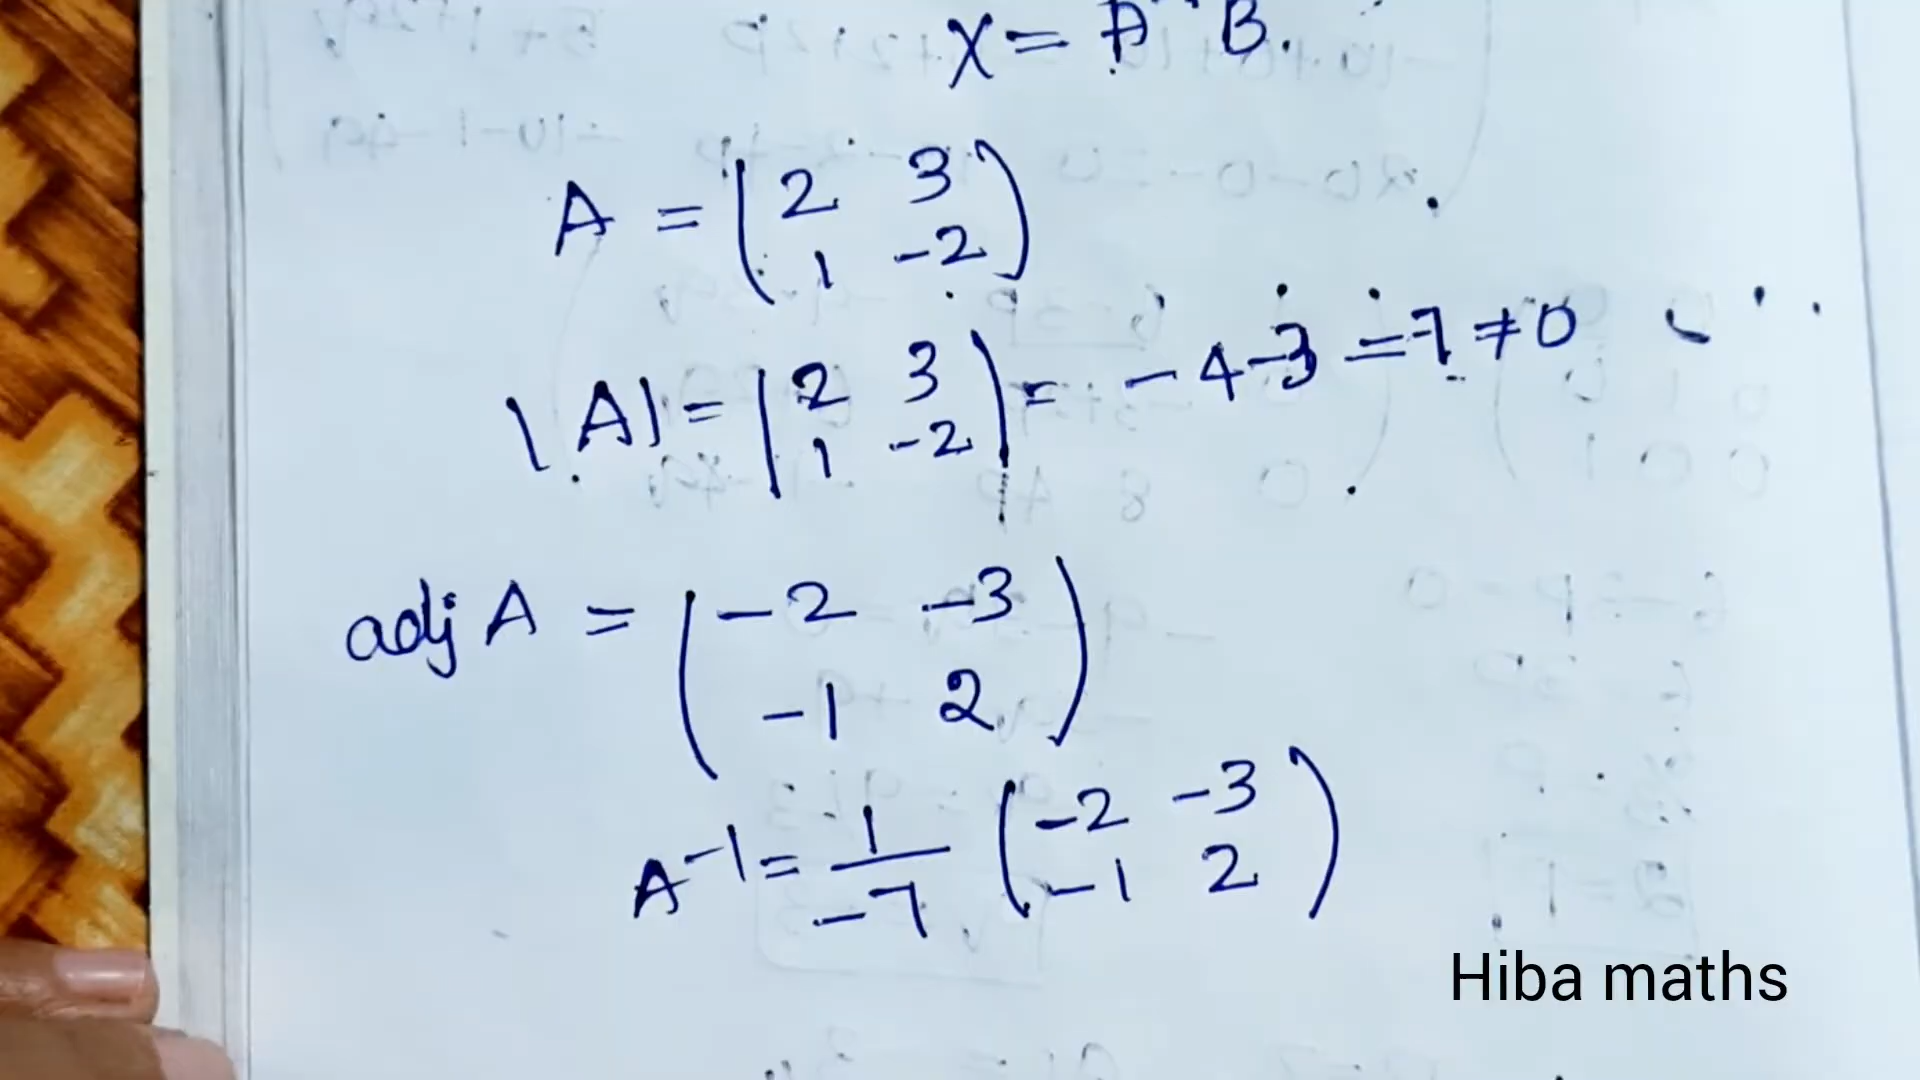 X = A⁻¹ B.
A = ( 2 3
1 -2 )
|A| = | 2 3
1 -2 | = -4-3 = -7 ≠ 0
adj A = ( -2 -3
-1 2 )
A⁻¹ = 1/-7 ( -2 -3
-1 2 )
Hiba maths